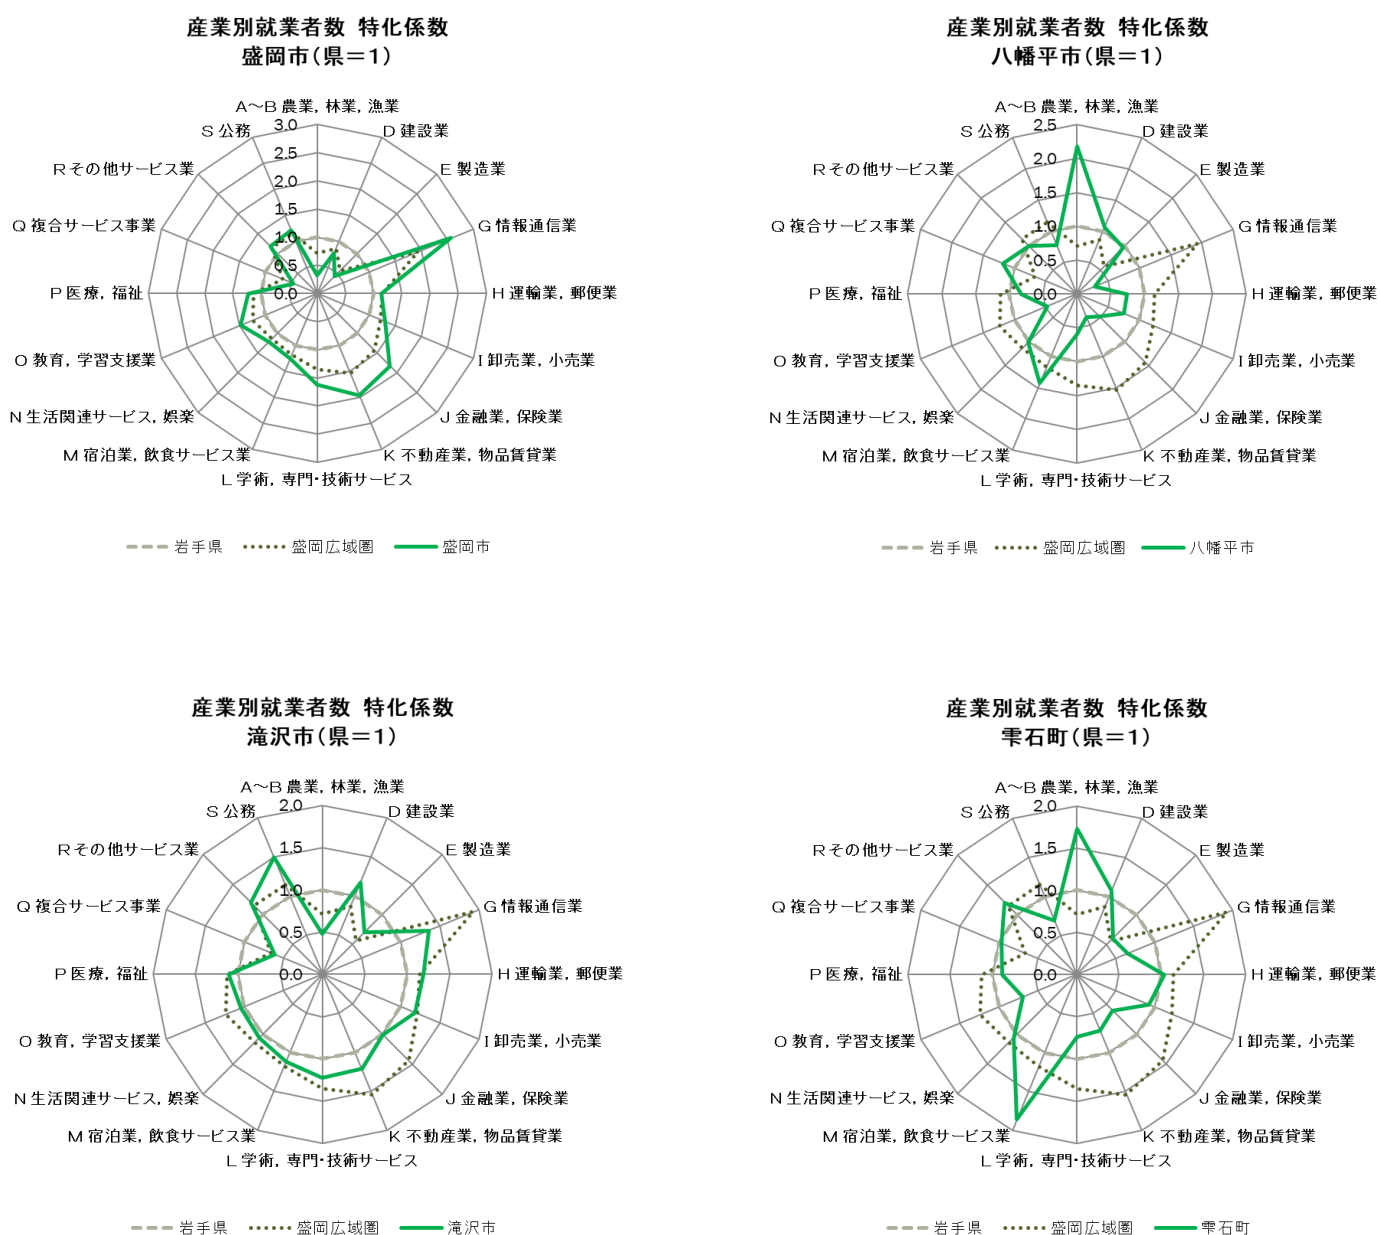 産業別就業者数 特化係数
盛岡市(県=1)
A～B 農業, 林業, 漁業
D 建設業
E 製造業
G 情報通信業
H 運輸業, 郵便業
I 卸売業, 小売業
J 金融業, 保険業
K 不動産業, 物品賃貸業
L 学術, 専門・技術サービス
M 宿泊業, 飲食サービス業
N 生活関連サービス, 娯楽
O 教育, 学習支援業
P 医療, 福祉
Q 複合サービス事業
R その他サービス業
S 公務
3.0
2.5
2.0
1.5
1.0
0.5
0.0
岩手県 盛岡広域圏 盛岡市
産業別就業者数 特化係数
八幡平市(県=1)
A～B 農業, 林業, 漁業
D 建設業
E 製造業
G 情報通信業
H 運輸業, 郵便業
I 卸売業, 小売業
J 金融業, 保険業
K 不動産業, 物品賃貸業
L 学術, 専門・技術サービス
M 宿泊業, 飲食サービス業
N 生活関連サービス, 娯楽
O 教育, 学習支援業
P 医療, 福祉
Q 複合サービス事業
R その他サービス業
S 公務
2.5
2.0
1.5
1.0
0.5
0.0
岩手県 盛岡広域圏 八幡平市
産業別就業者数 特化係数
滝沢市(県=1)
A～B 農業, 林業, 漁業
D 建設業
E 製造業
G 情報通信業
H 運輸業, 郵便業
I 卸売業, 小売業
J 金融業, 保険業
K 不動産業, 物品賃貸業
L 学術, 専門・技術サービス
M 宿泊業, 飲食サービス業
N 生活関連サービス, 娯楽
O 教育, 学習支援業
P 医療, 福祉
Q 複合サービス事業
R その他サービス業
S 公務
2.0
1.5
1.0
0.5
0.0
岩手県 盛岡広域圏 滝沢市
産業別就業者数 特化係数
雫石町(県=1)
A～B 農業, 林業, 漁業
D 建設業
E 製造業
G 情報通信業
H 運輸業, 郵便業
I 卸売業, 小売業
J 金融業, 保険業
K 不動産業, 物品賃貸業
L 学術, 専門・技術サービス
M 宿泊業, 飲食サービス業
N 生活関連サービス, 娯楽
O 教育, 学習支援業
P 医療, 福祉
Q 複合サービス事業
R その他サービス業
S 公務
2.0
1.5
1.0
0.5
0.0
岩手県 盛岡広域圏 雫石町